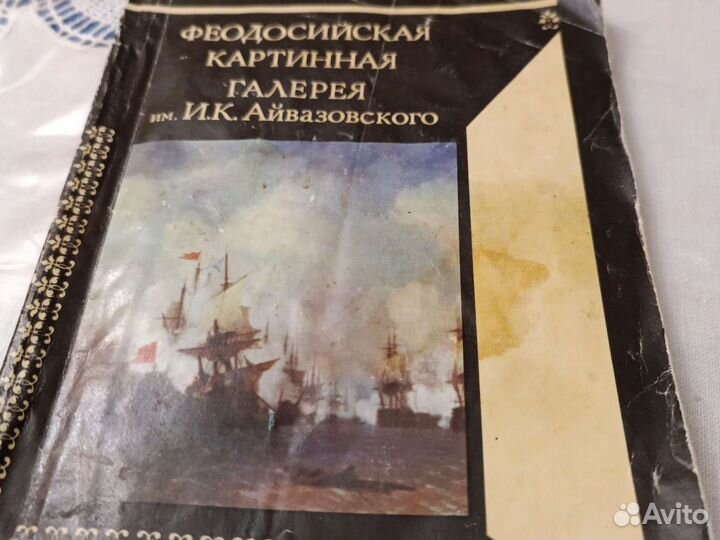 ФЕОДОСИЙСКАЯ
КАРТИННАЯ
ГАЛЕРЕЯ
им. И.К. Айвазовского
Avito